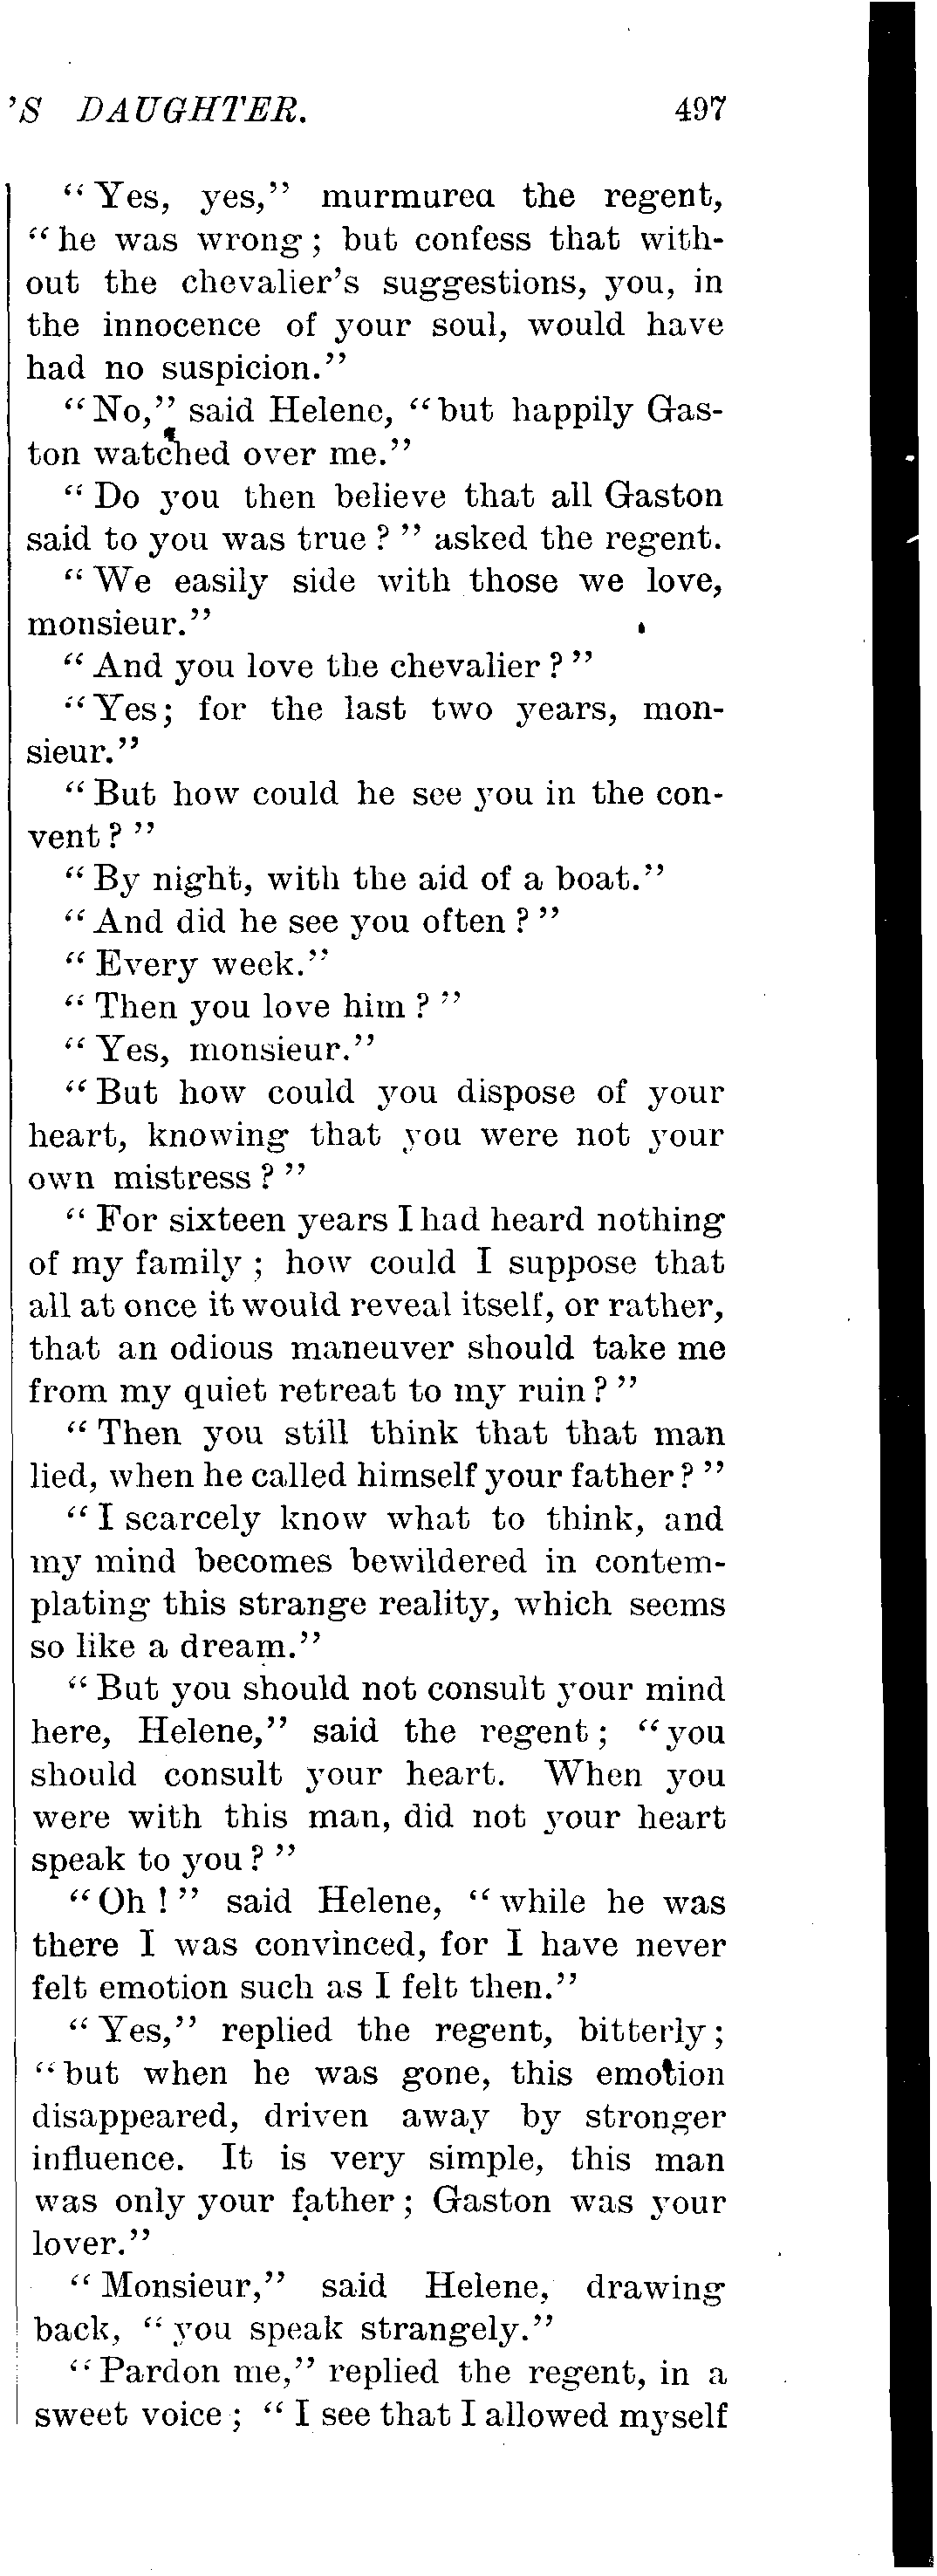 'S DAUGHTER. 497
"Yes, yes," murmured the regent,
"he was wrong; but confess that with-
out the chevalier's suggestions, you, in
the innocence of your soul, would have
had no suspicion."
"No," said Helene, "but happily Gas-
ton watched over me."
"Do you then believe that all Gaston
said to you was true?" asked the regent.
"We easily side with those we love,
monsieur."
"And you love the chevalier?"
"Yes; for the last two years, mon-
sieur."
"But how could he see you in the con-
vent?"
"By night, with the aid of a boat."
"And did he see you often?"
"Every week."
"Then you love him?"
"Yes, monsieur."
"But how could you dispose of your
heart, knowing that you were not your
own mistress?"
"For sixteen years I had heard nothing
of my family; how could I suppose that
all at once it would reveal itself, or rather,
that an odious maneuver should take me
from my quiet retreat to my ruin?"
"Then you still think that that man
lied, when he called himself your father?"
"I scarcely know what to think, and
my mind becomes bewildered in contem-
plating this strange reality, which seems
so like a dream."
"But you should not consult your mind
here, Helene," said the regent; "you
should consult your heart. When you
were with this man, did not your heart
speak to you?"
"Oh!" said Helene, "while he was
there I was convinced, for I have never
felt emotion such as I felt then."
"Yes," replied the regent, bitterly;
"but when he was gone, this emotion
disappeared, driven away by stronger
influence. It is very simple, this man
was only your father; Gaston was your
lover."
"Monsieur," said Helene, drawing
back, "you speak strangely."
"Pardon me," replied the regent, in a
sweet voice; "I see that I allowed myself